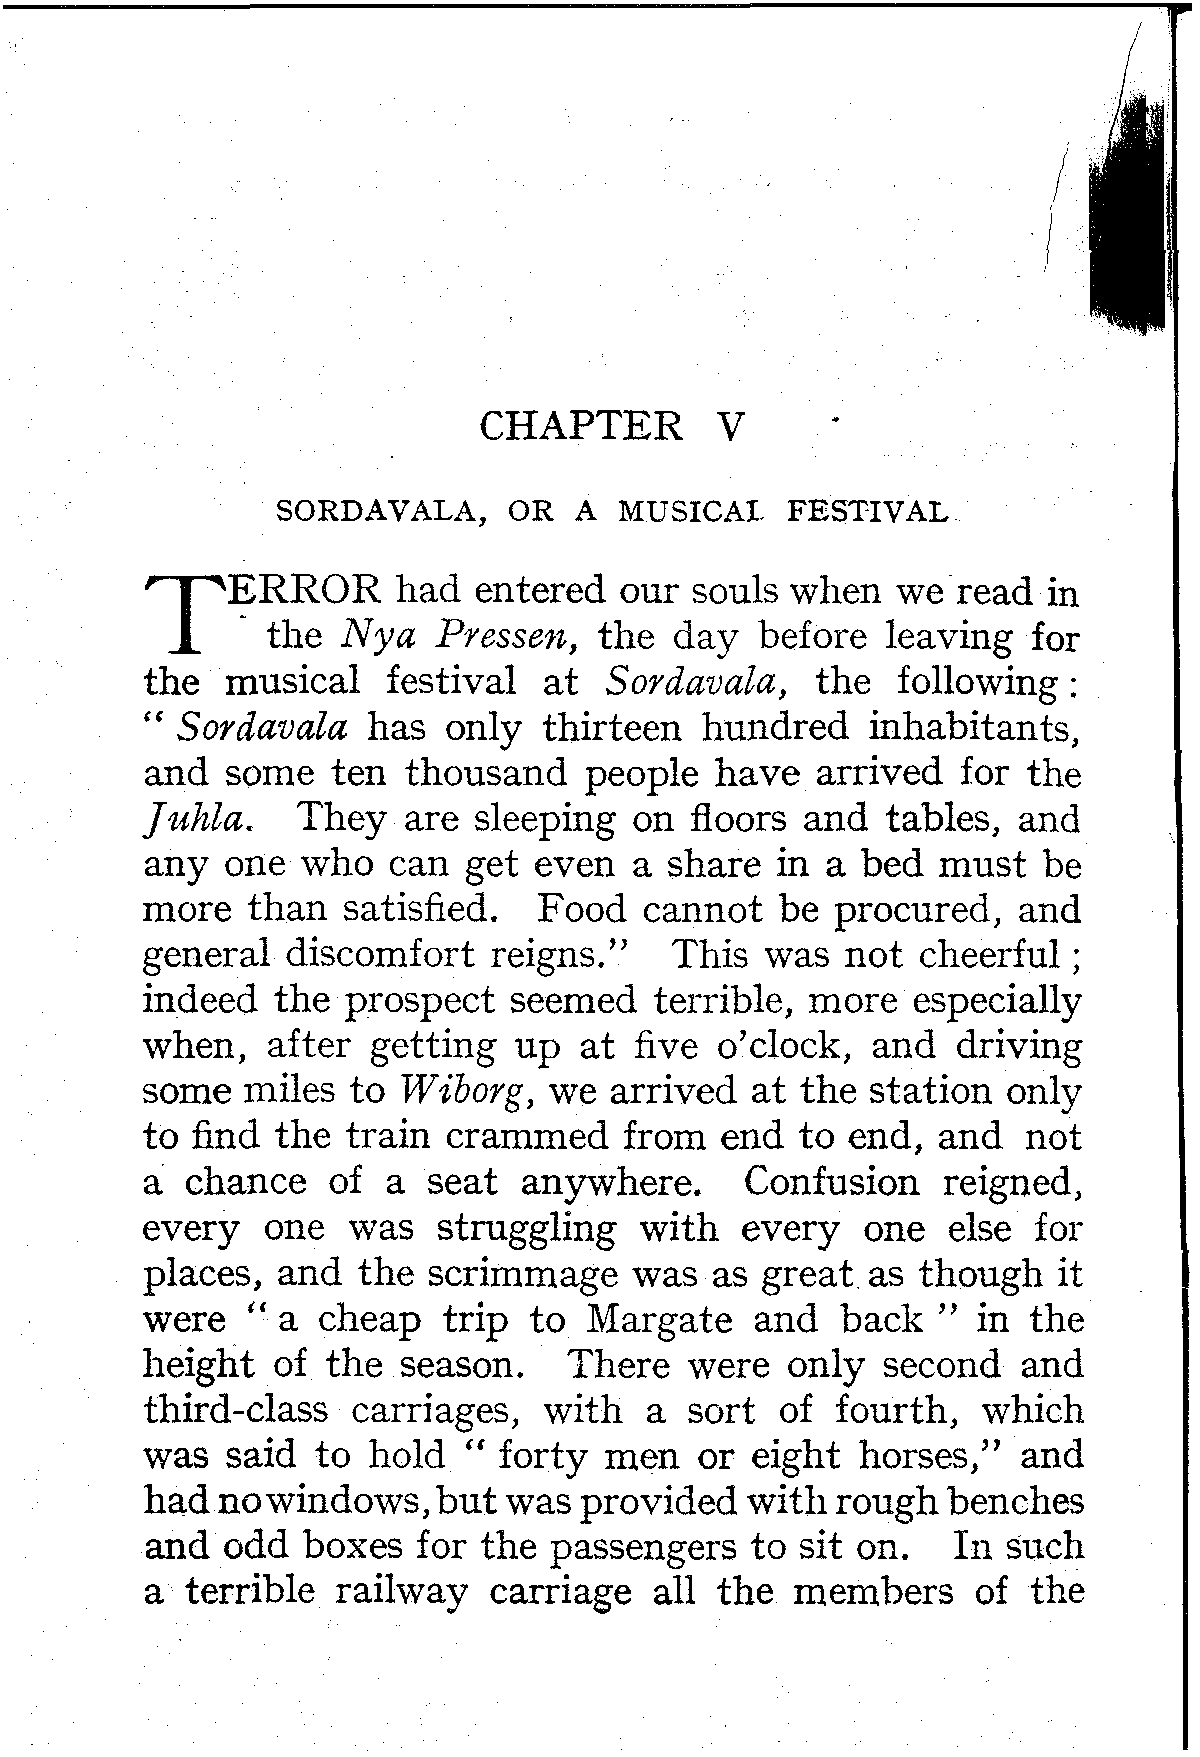 CHAPTER V
SORDAVALA, OR A MUSICAL FESTIVAL
TERROR had entered our souls when we read in
the Nya Pressen, the day before leaving for
the musical festival at Sordavala, the following :
“ Sordavala has only thirteen hundred inhabitants,
and some ten thousand people have arrived for the
Juhla. They are sleeping on floors and tables, and
any one who can get even a share in a bed must be
more than satisfied. Food cannot be procured, and
general discomfort reigns.” This was not cheerful ;
indeed the prospect seemed terrible, more especially
when, after getting up at five o’clock, and driving
some miles to Wiborg, we arrived at the station only
to find the train crammed from end to end, and not
a chance of a seat anywhere. Confusion reigned,
every one was struggling with every one else for
places, and the scrimmage was as great as though it
were “ a cheap trip to Margate and back ” in the
height of the season. There were only second and
third-class carriages, with a sort of fourth, which
was said to hold “ forty men or eight horses,” and
had no windows, but was provided with rough benches
and odd boxes for the passengers to sit on. In such
a terrible railway carriage all the members of the